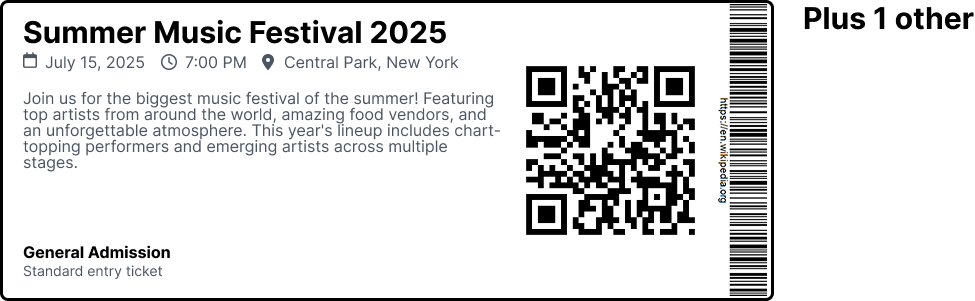 Summer Music Festival 2025
July 15, 2025 7:00 PM Central Park, New York
Join us for the biggest music festival of the summer! Featuring
top artists from around the world, amazing food vendors, and
an unforgettable atmosphere. This year's lineup includes chart-
topping performers and emerging artists across multiple
stages.
General Admission
Standard entry ticket
https://en.wikipedia.org
Plus 1 other